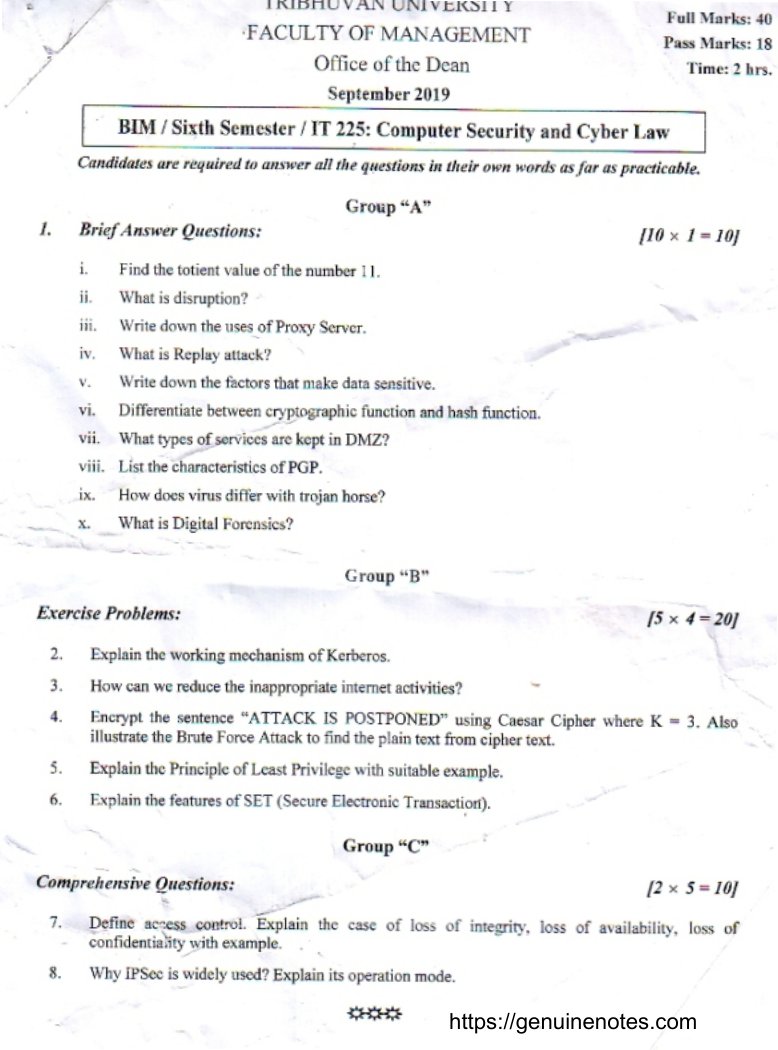 TRIBHUVAN UNIVERSITY
FACULTY OF MANAGEMENT
Office of the Dean
September 2019
Full Marks: 40
Pass Marks: 18
Time: 2 hrs.
BIM / Sixth Semester / IT 225: Computer Security and Cyber Law
Candidates are required to answer all the questions in their own words as far as practicable.
Group “A”
1. Brief Answer Questions: [10 × 1 = 10]
i. Find the totient value of the number 11.
ii. What is disruption?
iii. Write down the uses of Proxy Server.
iv. What is Replay attack?
v. Write down the factors that make data sensitive.
vi. Differentiate between cryptographic function and hash function.
vii. What types of services are kept in DMZ?
viii. List the characteristics of PGP.
ix. How does virus differ with trojan horse?
x. What is Digital Forensics?
Group “B”
Exercise Problems: [5 × 4 = 20]
2. Explain the working mechanism of Kerberos.
3. How can we reduce the inappropriate internet activities?
4. Encrypt the sentence “ATTACK IS POSTPONED” using Caesar Cipher where K = 3. Also
illustrate the Brute Force Attack to find the plain text from cipher text.
5. Explain the Principle of Least Privilege with suitable example.
6. Explain the features of SET (Secure Electronic Transaction).
Group “C”
Comprehensive Questions: [2 × 5 = 10]
7. Define access control. Explain the case of loss of integrity, loss of availability, loss of
confidentiality with example.
8. Why IPSec is widely used? Explain its operation mode.
https://genuinenotes.com